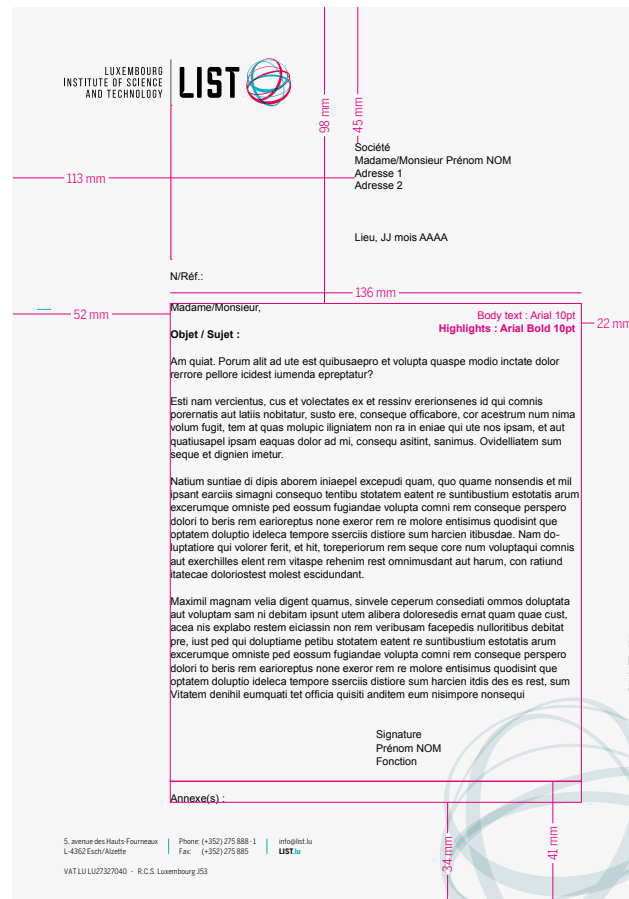 LUXEMBOURG
INSTITUTE OF SCIENCE
AND TECHNOLOGY
LIST
98 mm
45 mm
Société
Madame/Monsieur Prénom NOM
Adresse 1
Adresse 2
113 mm
Lieu, JJ mois AAAA
N/Réf.:
136 mm
52 mm
Madame/Monsieur,
Body text : Arial 10pt
Highlights : Arial Bold 10pt
22 mm
Objet / Sujet :
Am quiat. Porum alit ad ute est quibusaepro et volupta quaspe modio inctate dolor
rerrore pellore icidest iumenda epreptatur?
Esti nam vercientus, cus et volectates ex et ressinv ererionsenes id qui comnis
porernatis aut latiis nobitatur, susto ere, conseque officabore, cor acestrum num nima
volum fugit, tem at quas molupic iligniatem non ra in eniae qui ute nos ipsam, et aut
quatiusapel ipsam eaquas dolor ad mi, consequ asitint, sanimus. Ovidelliatem sum
seque et dignien imetur.
Natium suntiae di dipis aborem iniaepel excepudi quam, quo quame nonsendis et mil
ipsant earciis simagni consequo tentibu stotatem eatent re suntibustium estotatis arum
excerumque omniste ped eossum fugiandae volupta comni rem conseque perspero
dolori to beris rem earioreptus none exeror rem re molore entisimus quodisint que
optatem doluptio ideleca tempore sserciis distiore sum harcien itibusdae. Nam do-
luptatiore qui volorer ferit, et hit, toreperiorum rem seque core num voluptaqui comnis
aut exerchilles elent rem vitaspe rehenim rest omnimusdant aut harum, con ratiund
itatecae doloriostest molest escidundant.
Maximil magnam velia digent quamus, sinvele ceperum consediati ommos doluptata
aut voluptam sam ni debitam ipsunt utem alibera doloresedis ernat quam quae cust,
acea nis explabo restem eiciassin non rem veribusam facepedis nulloritibus debitat
pre, iust ped qui doluptiame petibu stotatem eatent re suntibustium estotatis arum
excerumque omniste ped eossum fugiandae volupta comni rem conseque perspero
dolori to beris rem earioreptus none exeror rem re molore entisimus quodisint que
optatem doluptio ideleca tempore sserciis distiore sum harcien itdis des es rest, sum
Vitatem denihil eumquati tet officia quisiti anditem eum nisimpore nonsequi
Signature
Prénom NOM
Fonction
Annexe(s) :
34 mm
41 mm
5, avenue des Hauts-Fourneaux
L-4362 Esch/Alzette
Phone: (+352) 275 888 -1
Fax: (+352) 275 885
info@list.lu
LIST.lu
VAT LU LU27327040 - R.C.S. Luxembourg J53